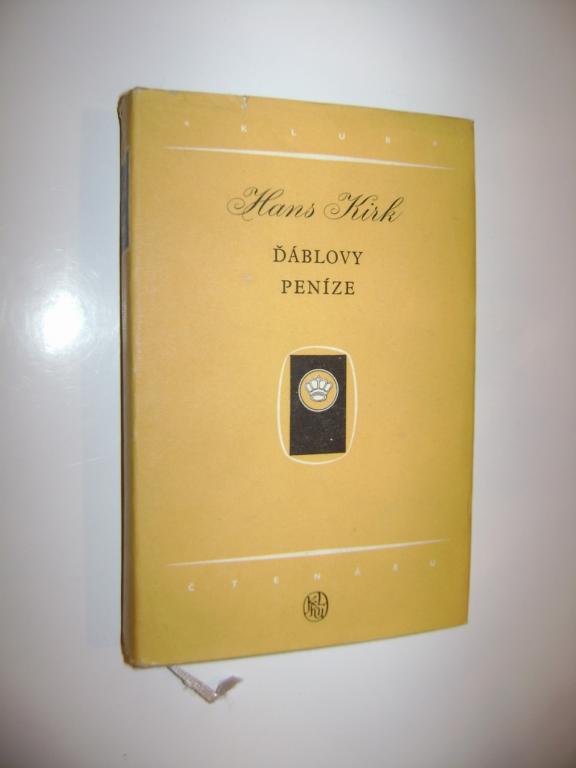 KLUB
Hans Kirk
ĎÁBLOVY
PENÍZE
ČTENÁŘŮ